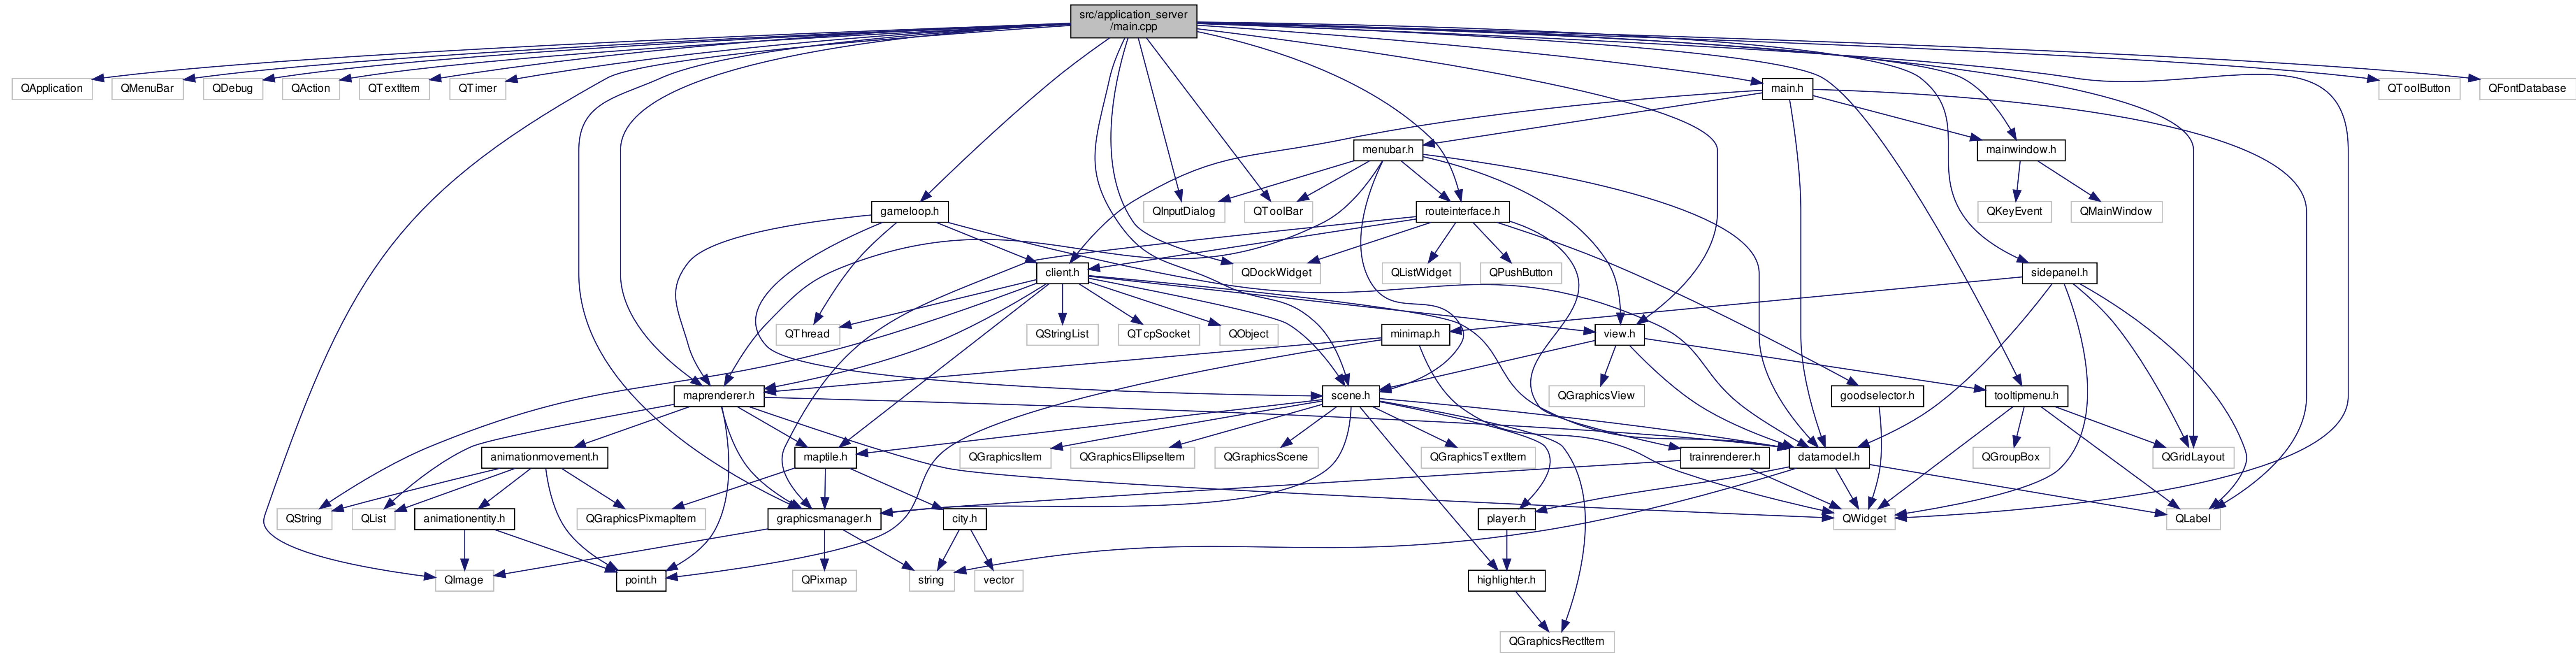 src/application_server
/main.cpp
QApplication
QMenuBar
QDebug
QAction
QTextItem
QTimer
main.h
QToolButton
QFontDatabase
menubar.h
mainwindow.h
gameloop.h
QInputDialog
QToolBar
routeinterface.h
QKeyEvent
QMainWindow
client.h
QDockWidget
QListWidget
QPushButton
sidepanel.h
QThread
QStringList
QTcpSocket
QObject
minimap.h
view.h
maprenderer.h
scene.h
QGraphicsView
goodselector.h
tooltipmenu.h
animationmovement.h
maptile.h
QGraphicsItem
QGraphicsEllipseItem
QGraphicsScene
QGraphicsTextItem
trainrenderer.h
datamodel.h
QGroupBox
QGridLayout
QString
QList
animationentity.h
QGraphicsPixmapItem
graphicsmanager.h
city.h
player.h
QWidget
QLabel
QImage
point.h
QPixmap
string
vector
highlighter.h
QGraphicsRectItem